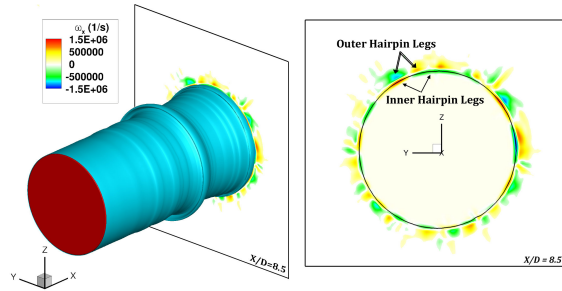 ωx (1/s)
1.5E+06
500000
0
-500000
-1.5E+06
X/D=8.5
Z
Y
X
Outer Hairpin Legs
Inner Hairpin Legs
Z
Y
X
X/D = 8.5